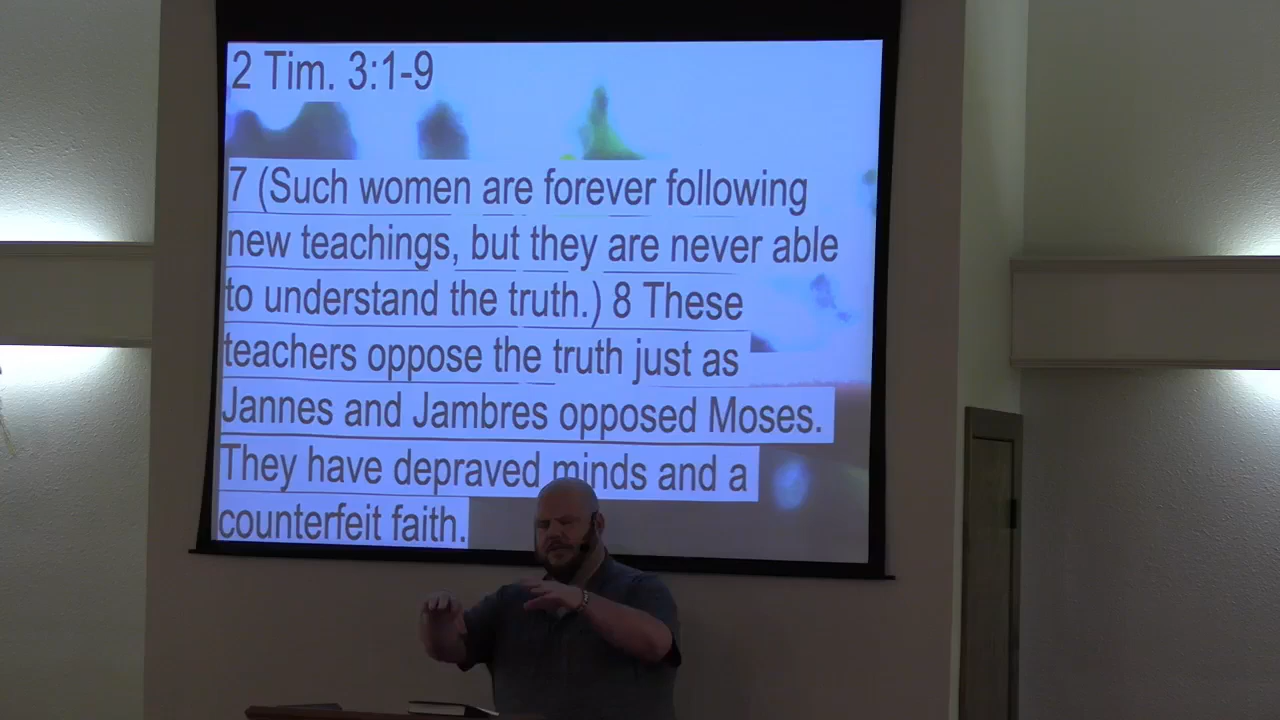 2 Tim. 3:1-9
7 (Such women are forever following
new teachings, but they are never able
to understand the truth.) 8 These
teachers oppose the truth just as
Jannes and Jambres opposed Moses.
They have depraved minds and a
counterfeit faith.